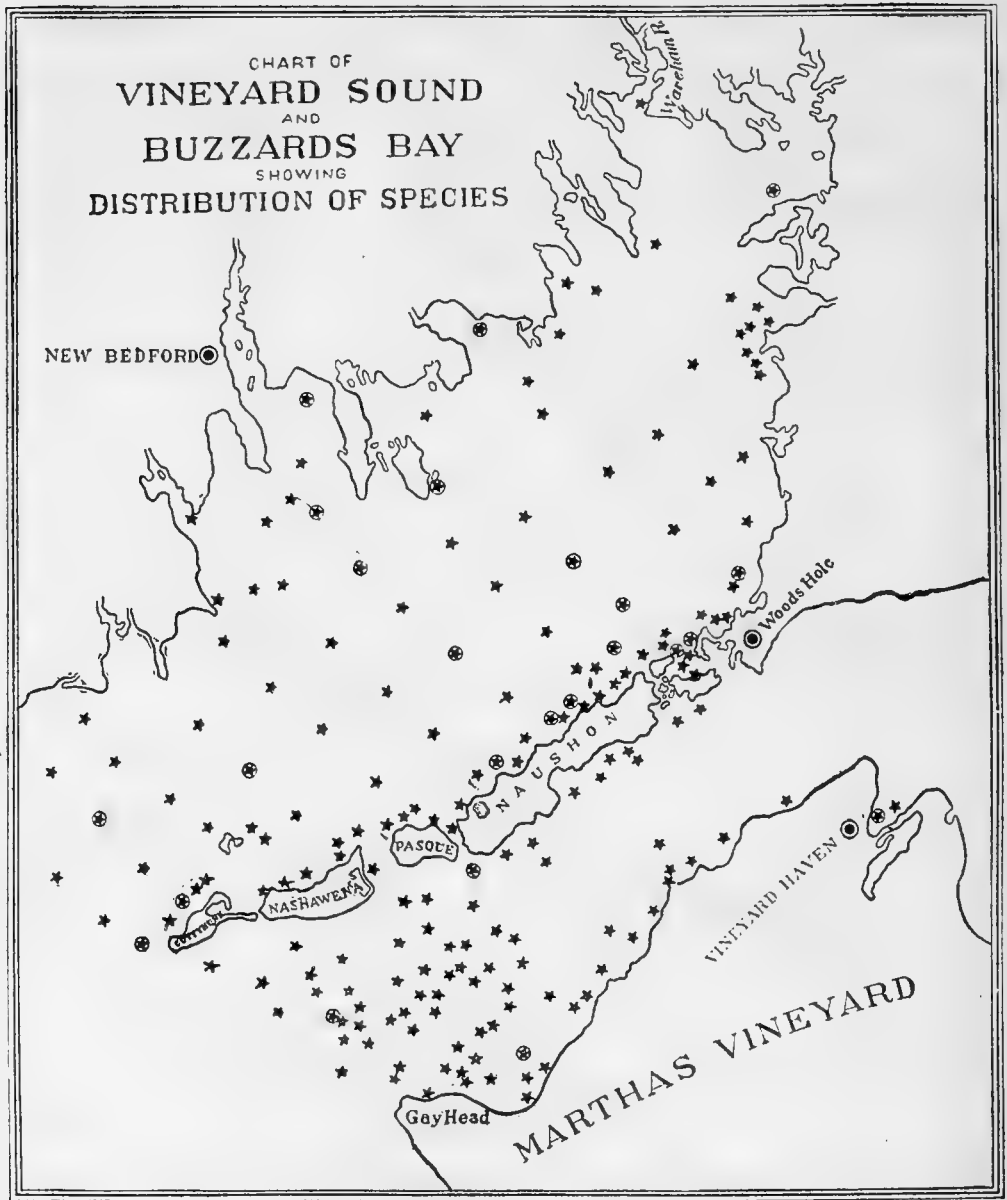 CHART OF
VINEYARD SOUND
AND
BUZZARDS BAY
SHOWING
DISTRIBUTION OF SPECIES
Wareham R.
NEW BEDFORD
Woods Hole
NAUSHON
PASQUE
NASHAWENA
VINEYARD HAVEN
MARTHAS VINEYARD
Gay Head